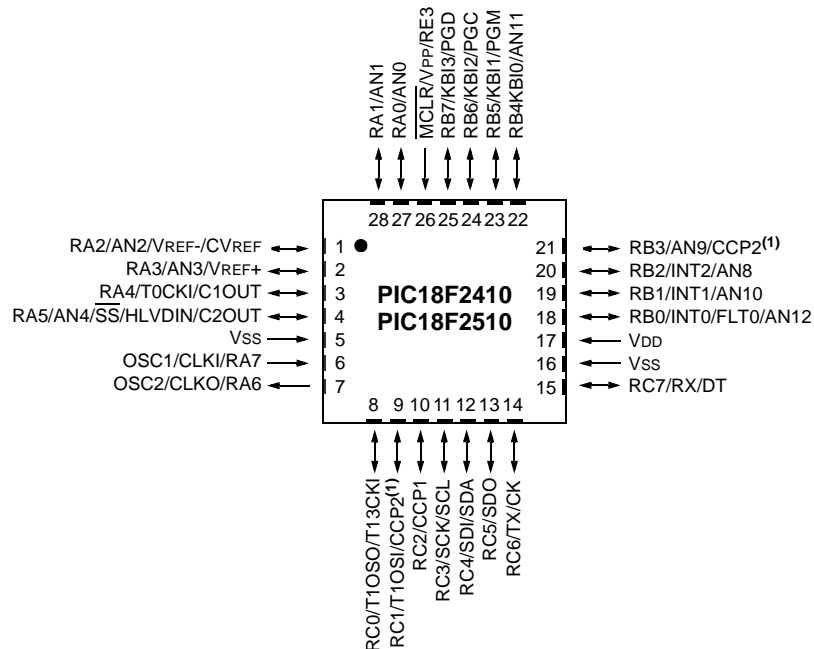 RA1/AN1
RA0/AN0
MCLR/VPP/RE3
RB7/KBI3/PGD
RB6/KBI2/PGC
RB5/KBI1/PGM
RB4KBI0/AN11
28 27 26 25 24 23 22
RA2/AN2/VREF-/CVREF 1
RA3/AN3/VREF+ 2
RA4/T0CKI/C1OUT 3
RA5/AN4/SS/HLVDIN/C2OUT 4
VSS 5
OSC1/CLKI/RA7 6
OSC2/CLKO/RA6 7
PIC18F2410
PIC18F2510
21 RB3/AN9/CCP2(1)
20 RB2/INT2/AN8
19 RB1/INT1/AN10
18 RB0/INT0/FLT0/AN12
17 VDD
16 VSS
15 RC7/RX/DT
8 9 10 11 12 13 14
RC0/T1OSO/T13CKI
RC1/T1OSI/CCP2(1)
RC2/CCP1
RC3/SCK/SCL
RC4/SDI/SDA
RC5/SDO
RC6/TX/CK